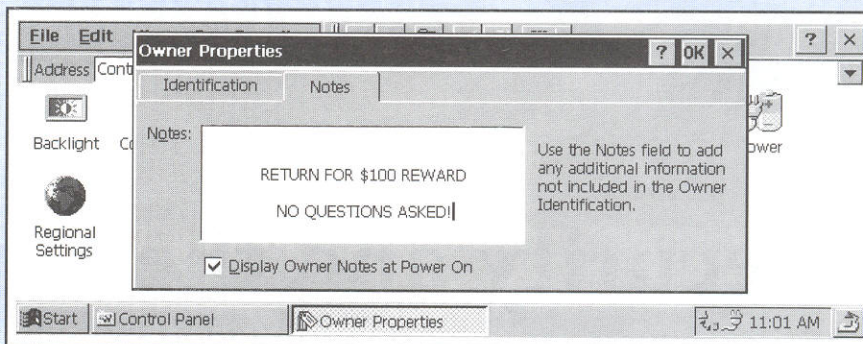 File Edit
Owner Properties ? OK ×
? ×
Address Cont
Identification Notes
Backlight
Notes:
RETURN FOR $100 REWARD
NO QUESTIONS ASKED!
Use the Notes field to add
any additional information
not included in the Owner
Identification.
ower
Regional
Settings
Display Owner Notes at Power On
Start Control Panel Owner Properties 11:01 AM